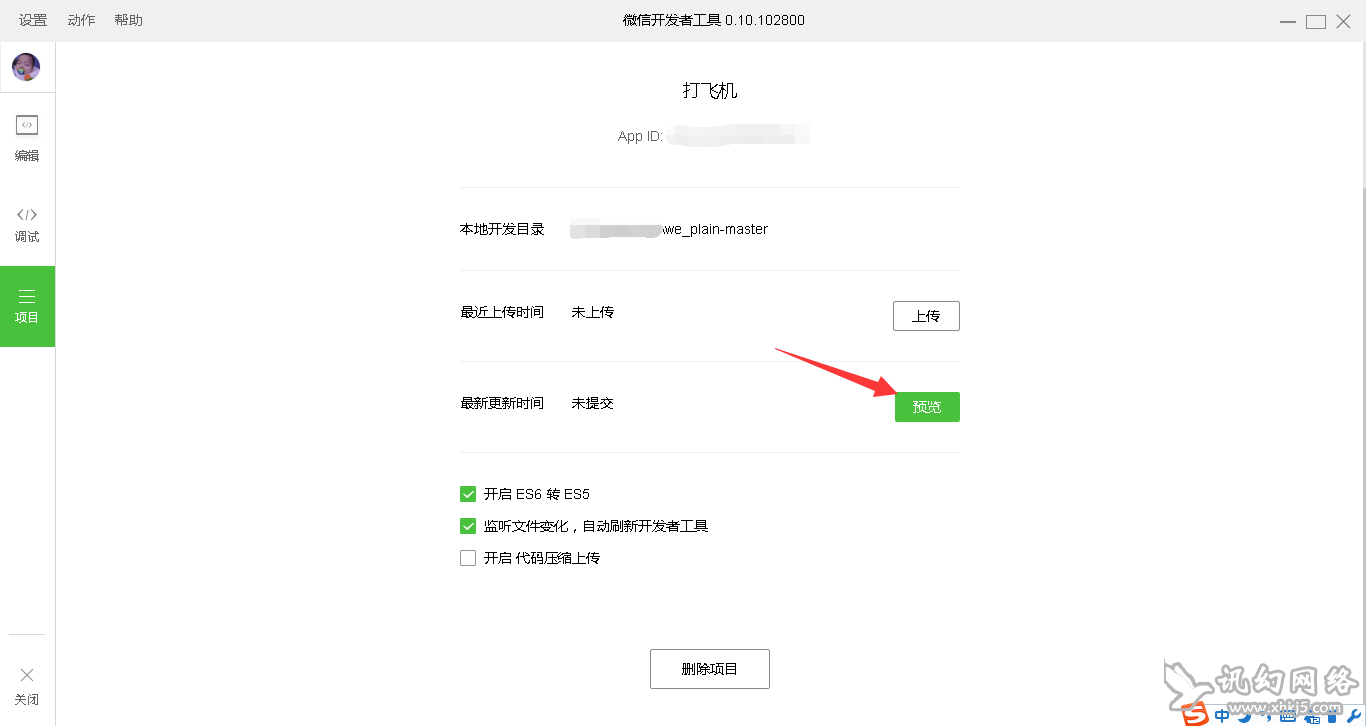 设置 动作 帮助 微信开发者工具 0.10.102800
打飞机
App ID:
编辑
调试
项目
本地开发目录 we_plain-master
最近上传时间 未上传 上传
最新更新时间 未提交 预览
开启 ES6 转 ES5
监听文件变化，自动刷新开发者工具
开启 代码压缩上传
删除项目
关闭
讯幻网络
www.xhkj5.com
中